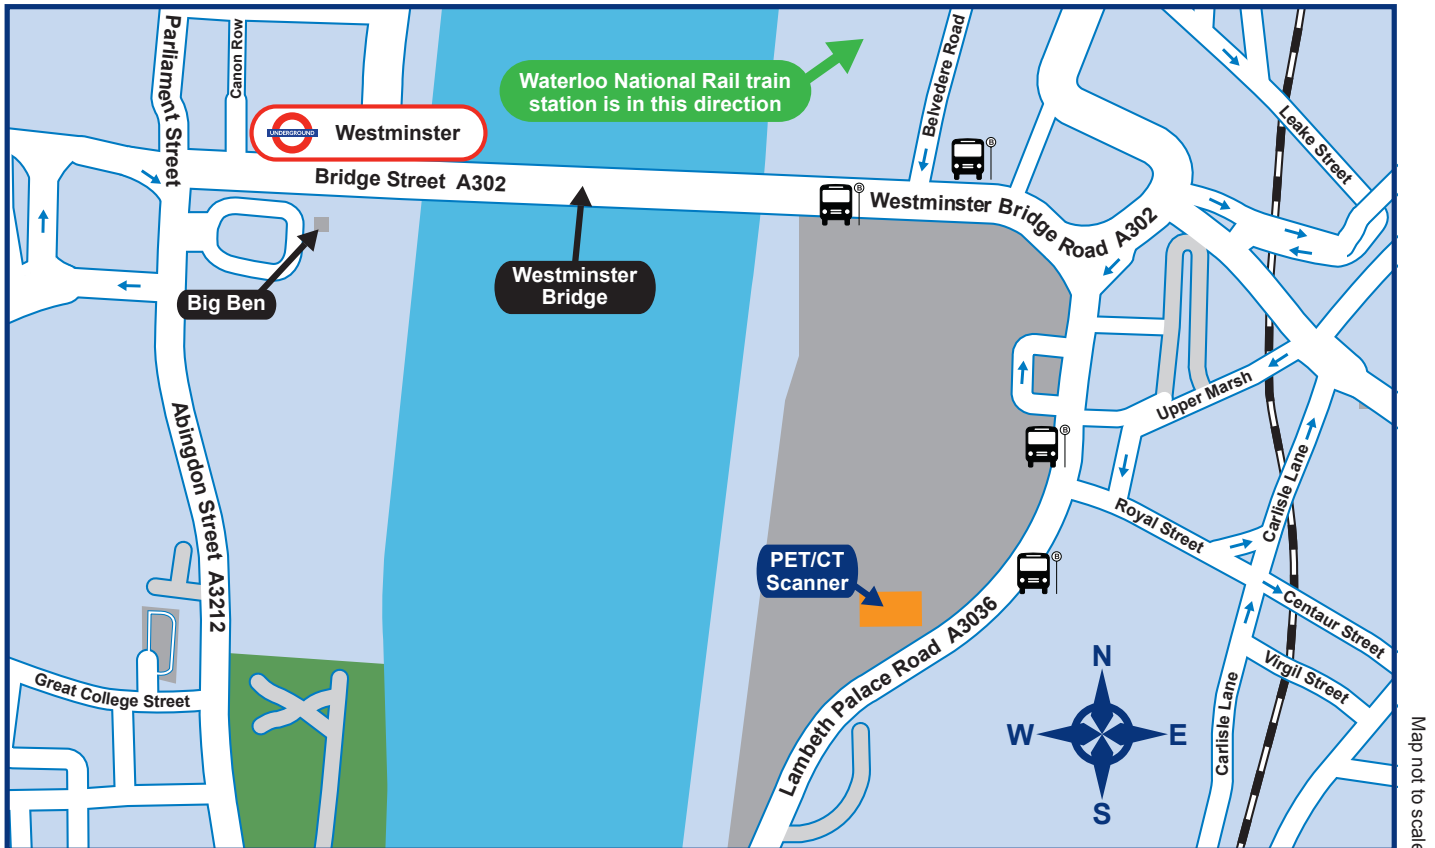 Parliament Street
Canon Row
UNDERGROUND
Westminster
Waterloo National Rail train
station is in this direction
Belvedere Road
Leake Street
B
B
Bridge Street A302
Westminster Bridge Road A302
Westminster
Bridge
Big Ben
Upper Marsh
Abingdon Street A3212
B
Carlisle Lane
Royal Street
PET/CT
Scanner
B
Centaur Street
Virgil Street
Lambeth Palace Road A3036
Great College Street
Carlisle Lane
N
W
E
S
Map not to scale